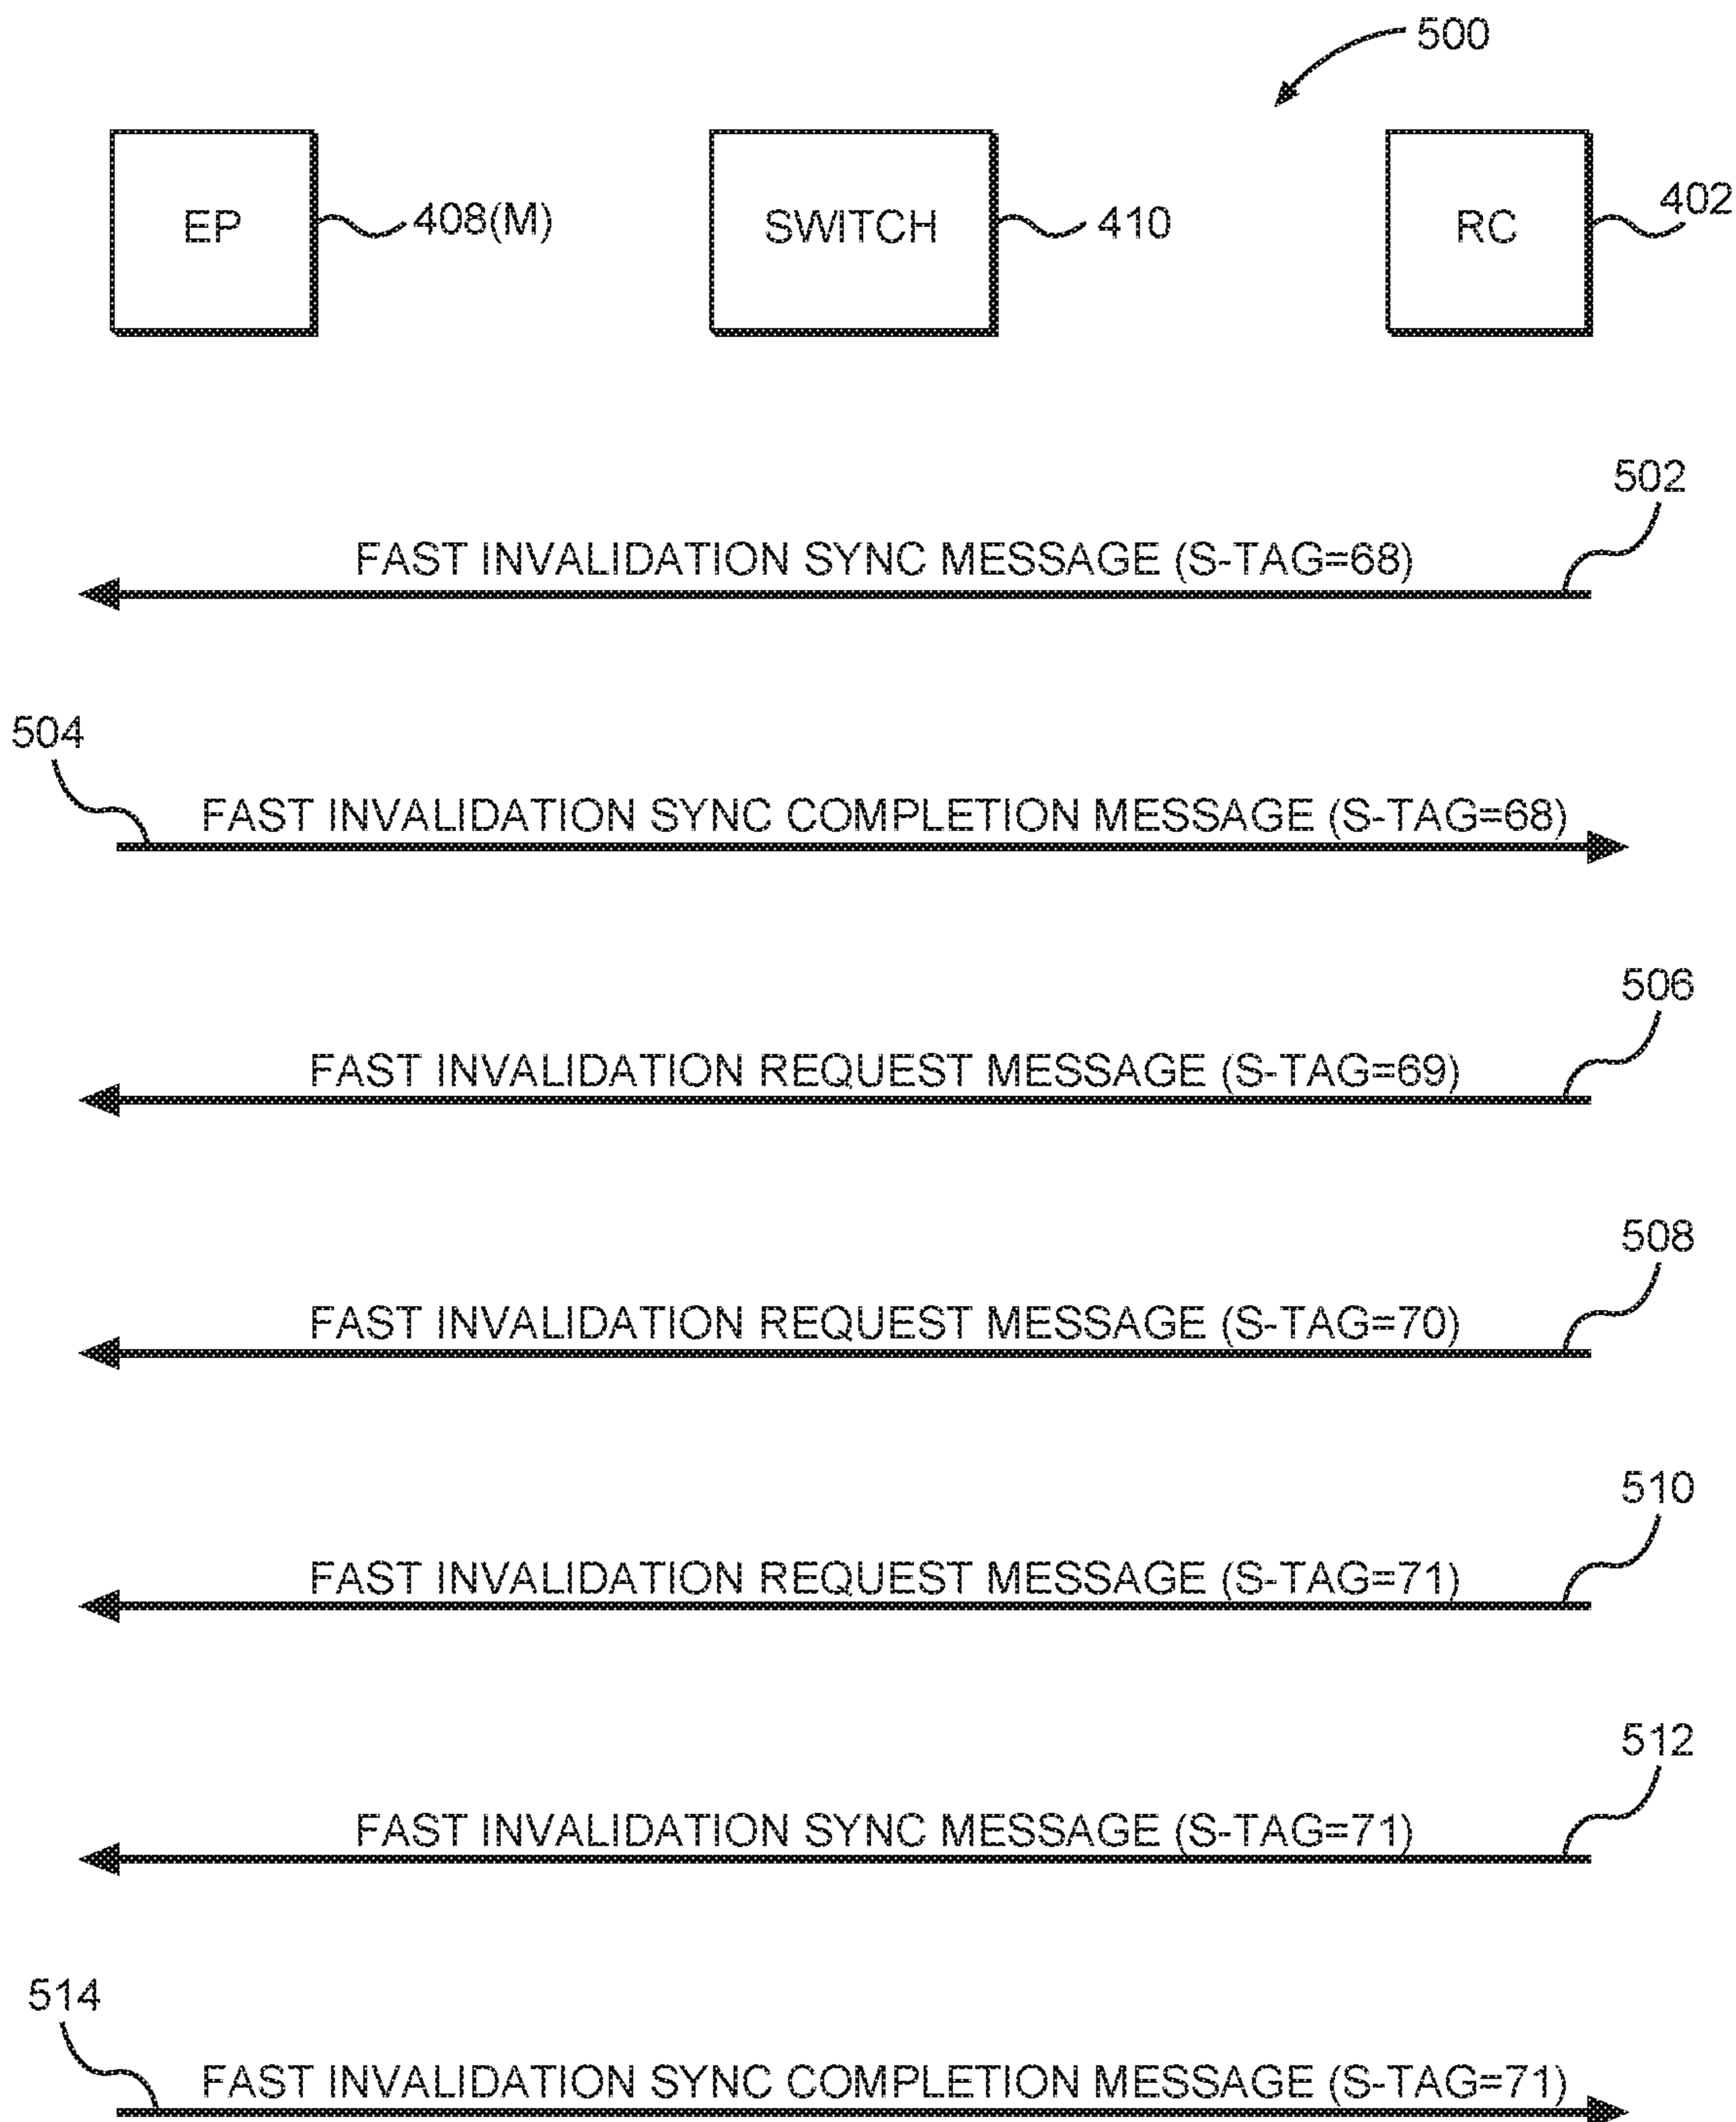 500
EP
408(M)
SWITCH
410
RC
402
502
FAST INVALIDATION SYNC MESSAGE (S-TAG=68)
504
FAST INVALIDATION SYNC COMPLETION MESSAGE (S-TAG=68)
506
FAST INVALIDATION REQUEST MESSAGE (S-TAG=69)
508
FAST INVALIDATION REQUEST MESSAGE (S-TAG=70)
510
FAST INVALIDATION REQUEST MESSAGE (S-TAG=71)
512
FAST INVALIDATION SYNC MESSAGE (S-TAG=71)
514
FAST INVALIDATION SYNC COMPLETION MESSAGE (S-TAG=71)